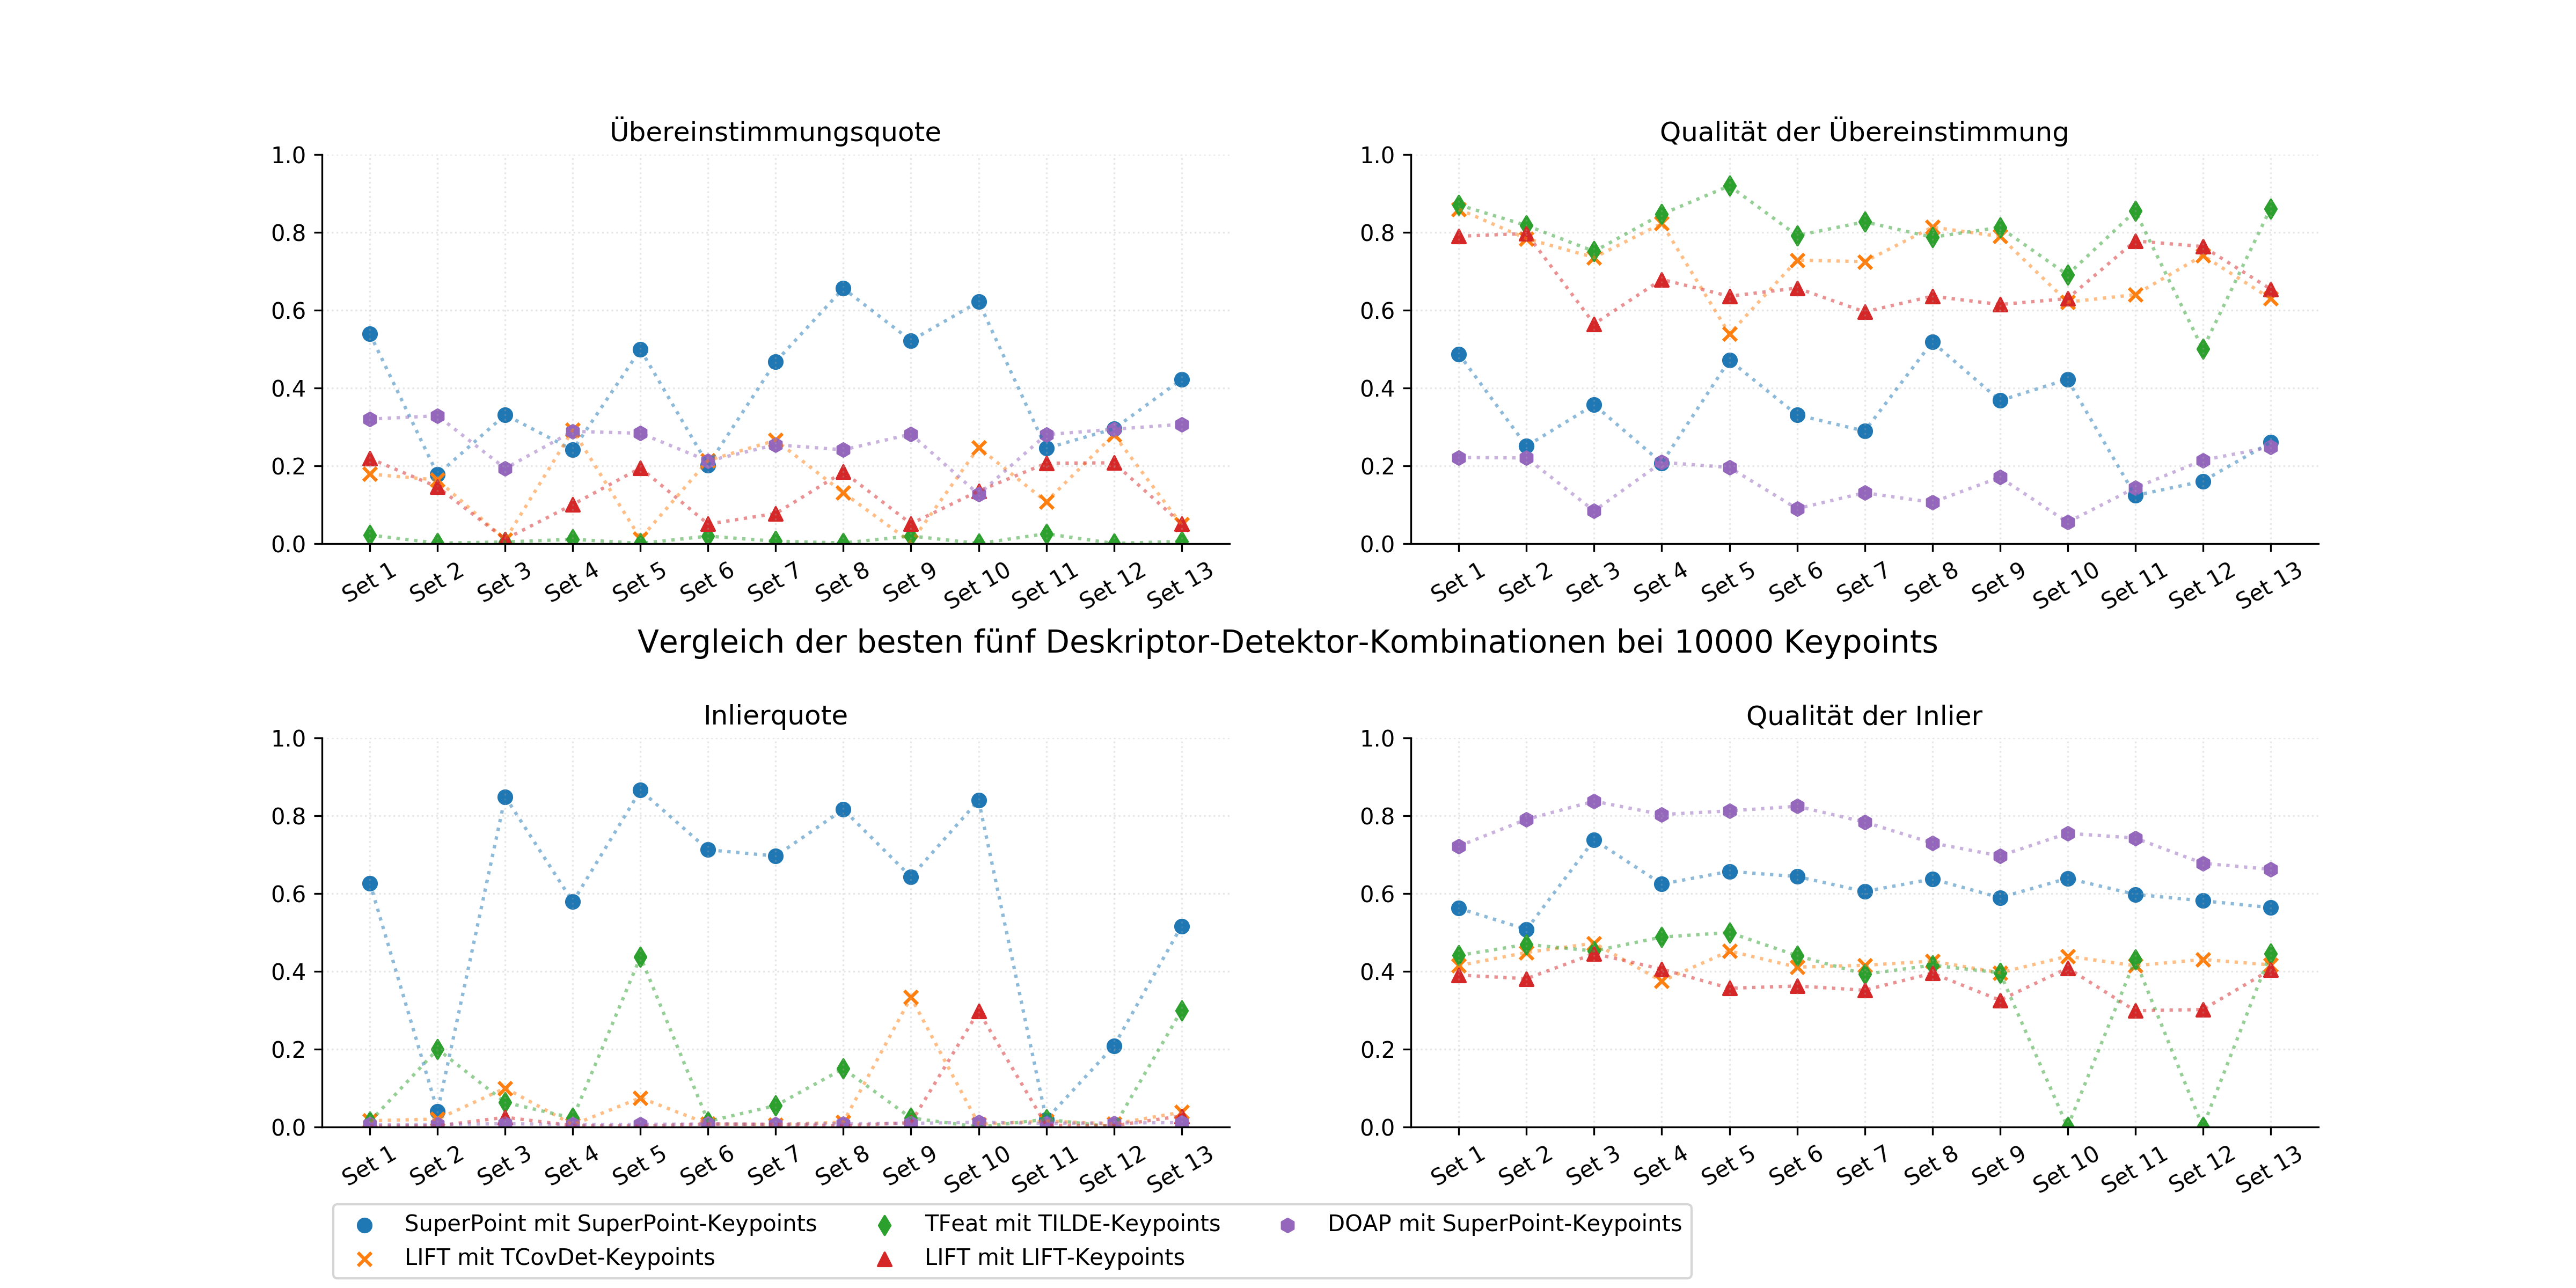 Übereinstimmungsquote
1.0
0.8
0.6
0.4
0.2
0.0
Set 1 Set 2 Set 3 Set 4 Set 5 Set 6 Set 7 Set 8 Set 9 Set 10 Set 11 Set 12 Set 13
Qualität der Übereinstimmung
1.0
0.8
0.6
0.4
0.2
0.0
Set 1 Set 2 Set 3 Set 4 Set 5 Set 6 Set 7 Set 8 Set 9 Set 10 Set 11 Set 12 Set 13
Vergleich der besten fünf Deskriptor-Detektor-Kombinationen bei 10000 Keypoints
Inlierquote
1.0
0.8
0.6
0.4
0.2
0.0
Set 1 Set 2 Set 3 Set 4 Set 5 Set 6 Set 7 Set 8 Set 9 Set 10 Set 11 Set 12 Set 13
Qualität der Inlier
1.0
0.8
0.6
0.4
0.2
0.0
Set 1 Set 2 Set 3 Set 4 Set 5 Set 6 Set 7 Set 8 Set 9 Set 10 Set 11 Set 12 Set 13
SuperPoint mit SuperPoint-Keypoints
LIFT mit TCovDet-Keypoints
TFeat mit TILDE-Keypoints
LIFT mit LIFT-Keypoints
DOAP mit SuperPoint-Keypoints